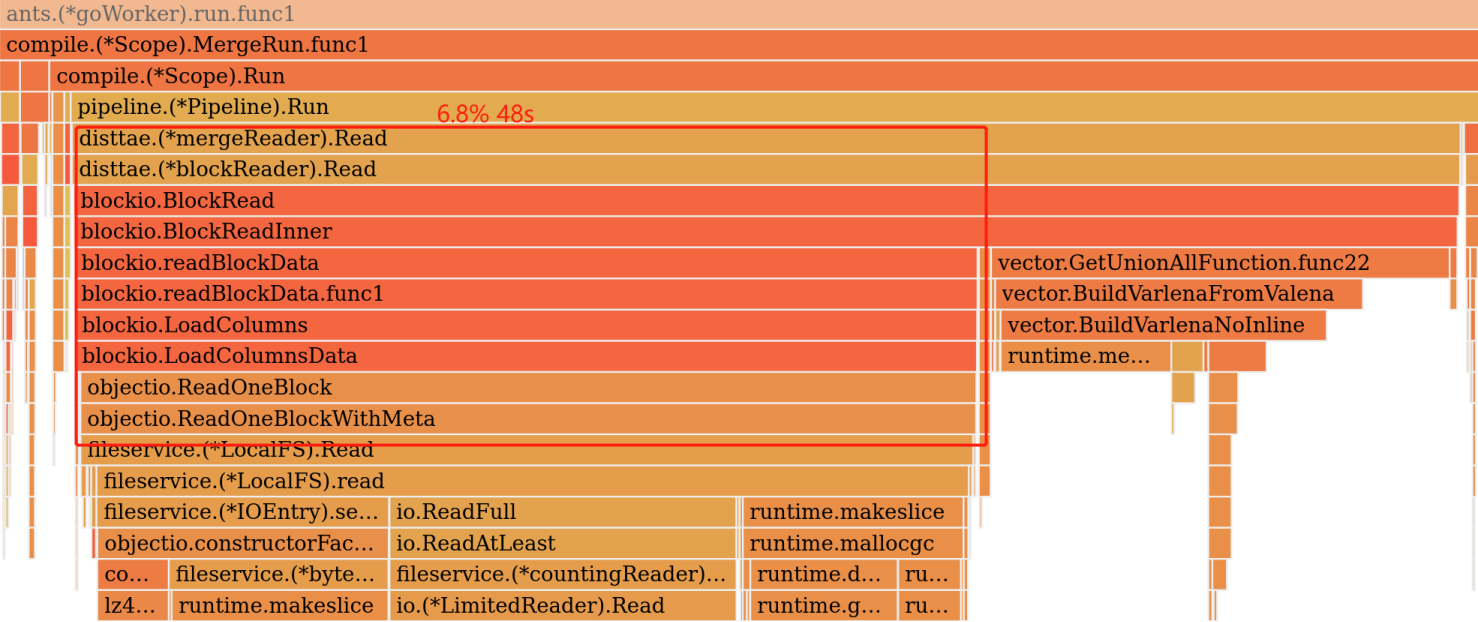 ants.(*goWorker).run.func1
compile.(*Scope).MergeRun.func1
compile.(*Scope).Run
pipeline.(*Pipeline).Run
6.8% 48s
disttae.(*mergeReader).Read
disttae.(*blockReader).Read
blockio.BlockRead
blockio.BlockReadInner
blockio.readBlockData vector.GetUnionAllFunction.func22
blockio.readBlockData.func1 vector.BuildVarlenaFromValena
blockio.LoadColumns vector.BuildVarlenaNoInline
blockio.LoadColumnsData runtime.me…
objectio.ReadOneBlock
objectio.ReadOneBlockWithMeta
fileservice.(*LocalFS).Read
fileservice.(*LocalFS).read
fileservice.(*IOEntry).se… io.ReadFull runtime.makeslice
objectio.constructorFac… io.ReadAtLeast runtime.mallocgc
co… fileservice.(*byte… fileservice.(*countingReader)… runtime.d… ru…
lz4… runtime.makeslice io.(*LimitedReader).Read runtime.g… ru…